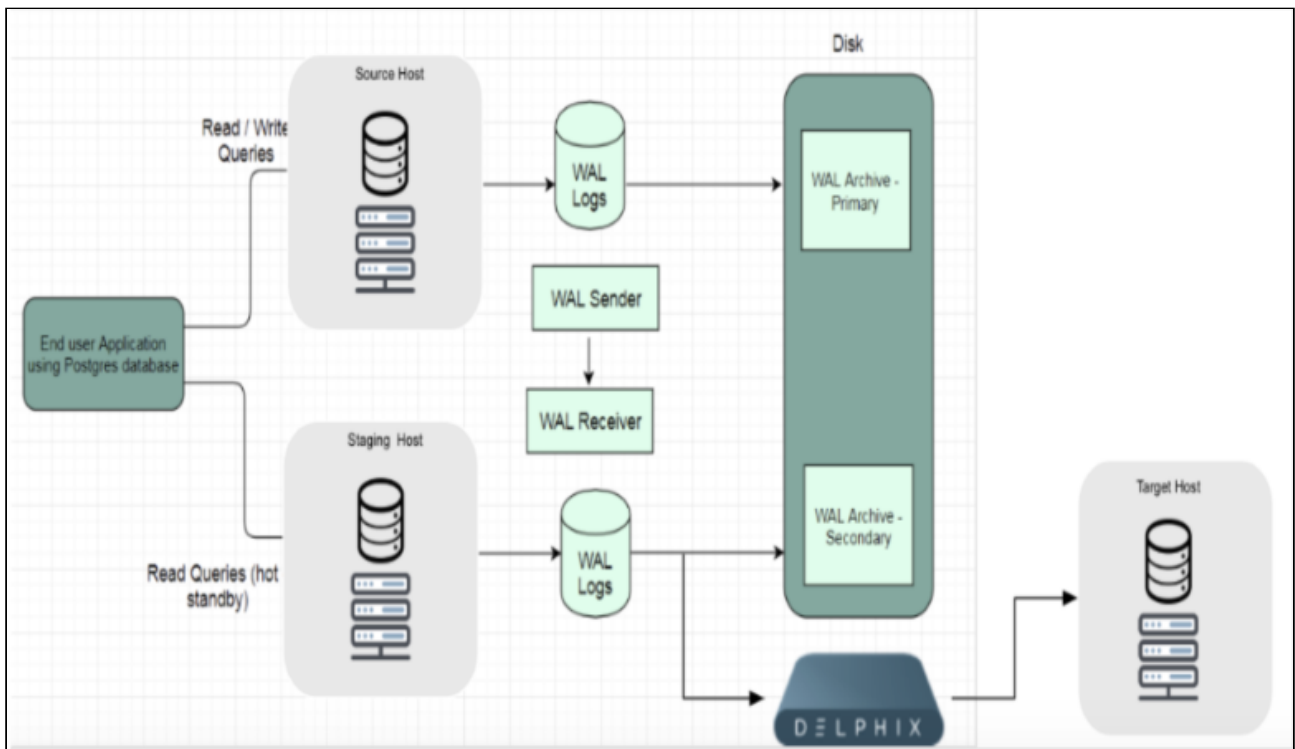 Disk
Source Host
Read / Write
Queries
WAL
Logs
WAL Archive -
Primary
WAL Sender
End user Application
using Postgres database
WAL Receiver
Staging Host
WAL Archive -
Secondary
Target Host
WAL
Logs
Read Queries (hot
standby)
DELPHIX